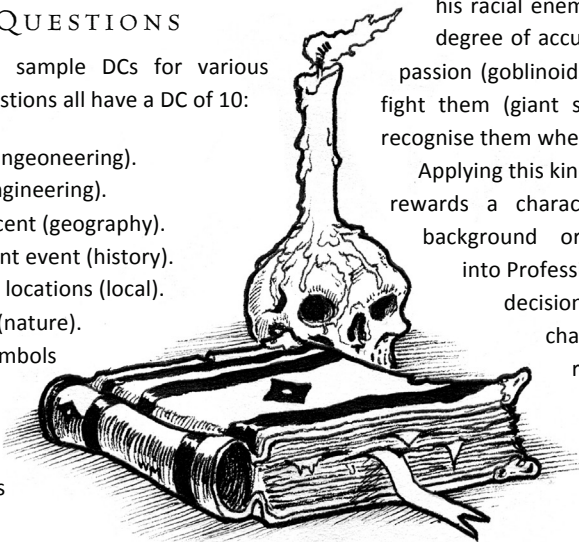 QUESTIONS
sample DCs for various
stions all have a DC of 10:
ngeoneering).
gineering).
cent (geography).
nt event (history).
locations (local).
(nature).
mbols
s
his racial enem
degree of accu
passion (goblinoid
fight them (giant s
recognise them whe
Applying this kin
rewards a charac
background or
into Profess
decision
cha
r